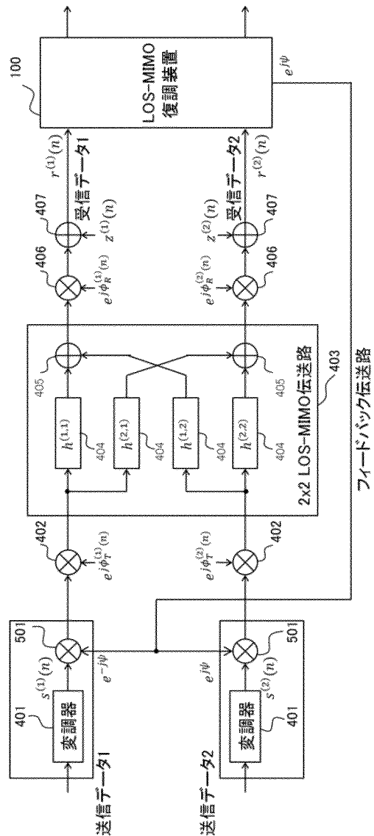 送信データ1
401
変調器
s^{(1)}(n)
501
e^{-jψ}
402
e^{jφ_T^{(1)}(n)}
h^{(1,1)}
404
h^{(2,1)}
404
h^{(1,2)}
404
h^{(2,2)}
404
405
405
2x2 LOS-MIMO伝送路
403
406
e^{jφ_R^{(1)}(n)}
407
z^{(1)}(n)
受信データ1
r^{(1)}(n)
100
LOS-MIMO
復調装置
e^{jψ}
送信データ2
401
変調器
s^{(2)}(n)
501
e^{jψ}
402
e^{jφ_T^{(2)}(n)}
406
e^{jφ_R^{(2)}(n)}
407
z^{(2)}(n)
受信データ2
r^{(2)}(n)
フィードバック伝送路